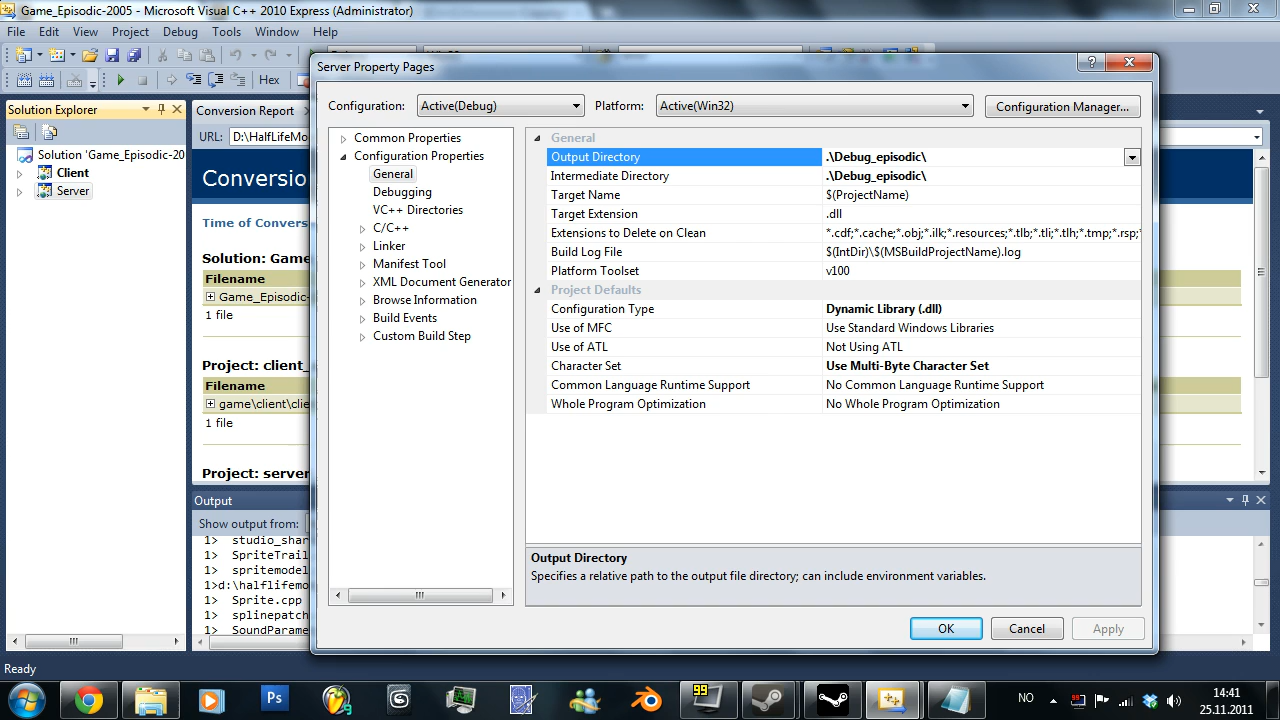 Game_Episodic-2005 - Microsoft Visual C++ 2010 Express (Administrator)
File Edit View Project Debug Tools Window Help
Hex
Solution Explorer
Solution 'Game_Episodic-20
Client
Server
Conversion Report
URL: D:\HalfLifeMo
Conversio
Time of Convers
Solution: Game
Filename
Game_Episodic-
1 file
Project: client_
Filename
game\client\clie
1 file
Project: server
Output
Show output from:
1> studio_shar
1> SpriteTrail
1> spritemodel
1>d:\halflifemo
1> Sprite.cpp
1> splinepatch
1> SoundParame
Ready
Server Property Pages
Configuration: Active(Debug) Platform: Active(Win32) Configuration Manager...
Common Properties
Configuration Properties
General
Debugging
VC++ Directories
C/C++
Linker
Manifest Tool
XML Document Generator
Browse Information
Build Events
Custom Build Step
General
Output Directory .\Debug_episodic\
Intermediate Directory .\Debug_episodic\
Target Name $(ProjectName)
Target Extension .dll
Extensions to Delete on Clean *.cdf;*.cache;*.obj;*.ilk;*.resources;*.tlb;*.tli;*.tlh;*.tmp;*.rsp;*
Build Log File $(IntDir)\$(MSBuildProjectName).log
Platform Toolset v100
Project Defaults
Configuration Type Dynamic Library (.dll)
Use of MFC Use Standard Windows Libraries
Use of ATL Not Using ATL
Character Set Use Multi-Byte Character Set
Common Language Runtime Support No Common Language Runtime Support
Whole Program Optimization No Whole Program Optimization
Output Directory
Specifies a relative path to the output file directory; can include environment variables.
OK Cancel Apply
Ps
99
NO
14:41
25.11.2011